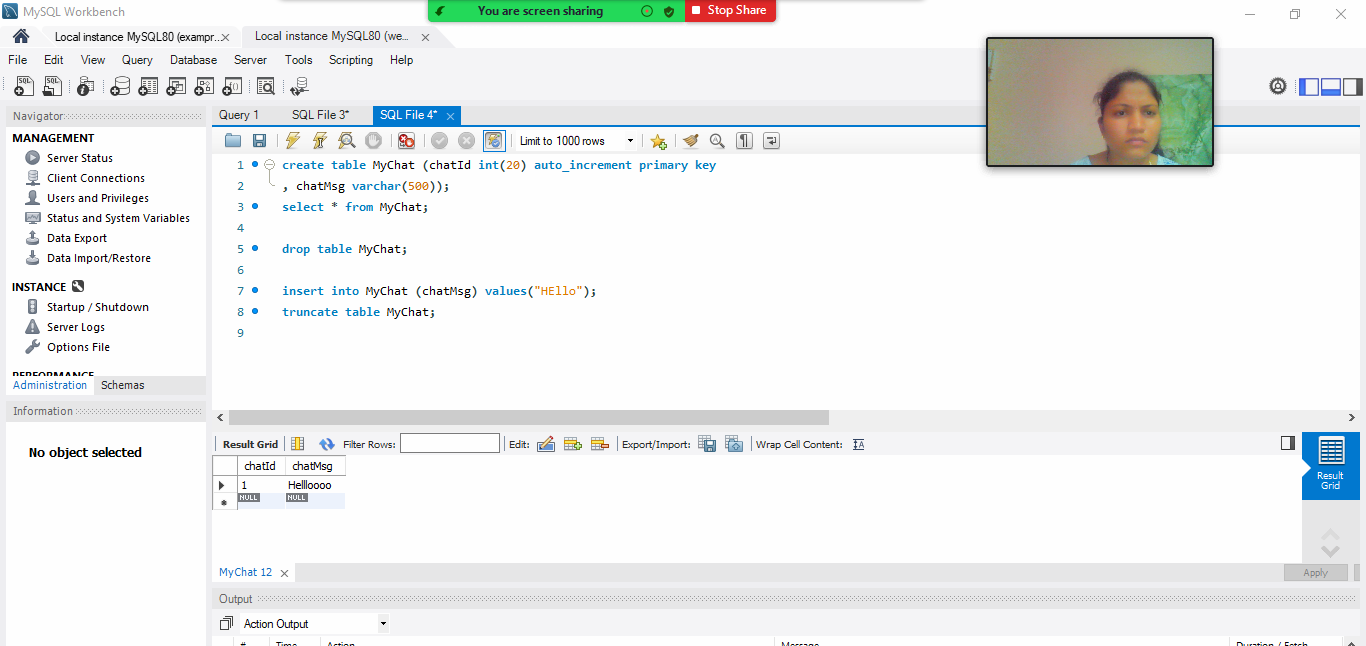 MySQL Workbench
You are screen sharing
Stop Share
Local instance MySQL80 (exampr..
Local instance MySQL80 (we...
File Edit View Query Database Server Tools Scripting Help
Navigator
MANAGEMENT
Server Status
Client Connections
Users and Privileges
Status and System Variables
Data Export
Data Import/Restore
INSTANCE
Startup / Shutdown
Server Logs
Options File
PERFORMANCE
Administration Schemas
Information
No object selected
Query 1 SQL File 3* SQL File 4*
Limit to 1000 rows
1 create table MyChat (chatId int(20) auto_increment primary key
2 , chatMsg varchar(500));
3 select * from MyChat;
4
5 drop table MyChat;
6
7 insert into MyChat (chatMsg) values("HEllo");
8 truncate table MyChat;
9
Result Grid Filter Rows: Edit: Export/Import: Wrap Cell Content:
chatId chatMsg
1 Hellloooo
NULL NULL
Result
Grid
MyChat 12
Apply
Output
Action Output
# Time Action Message Duration / Fetch